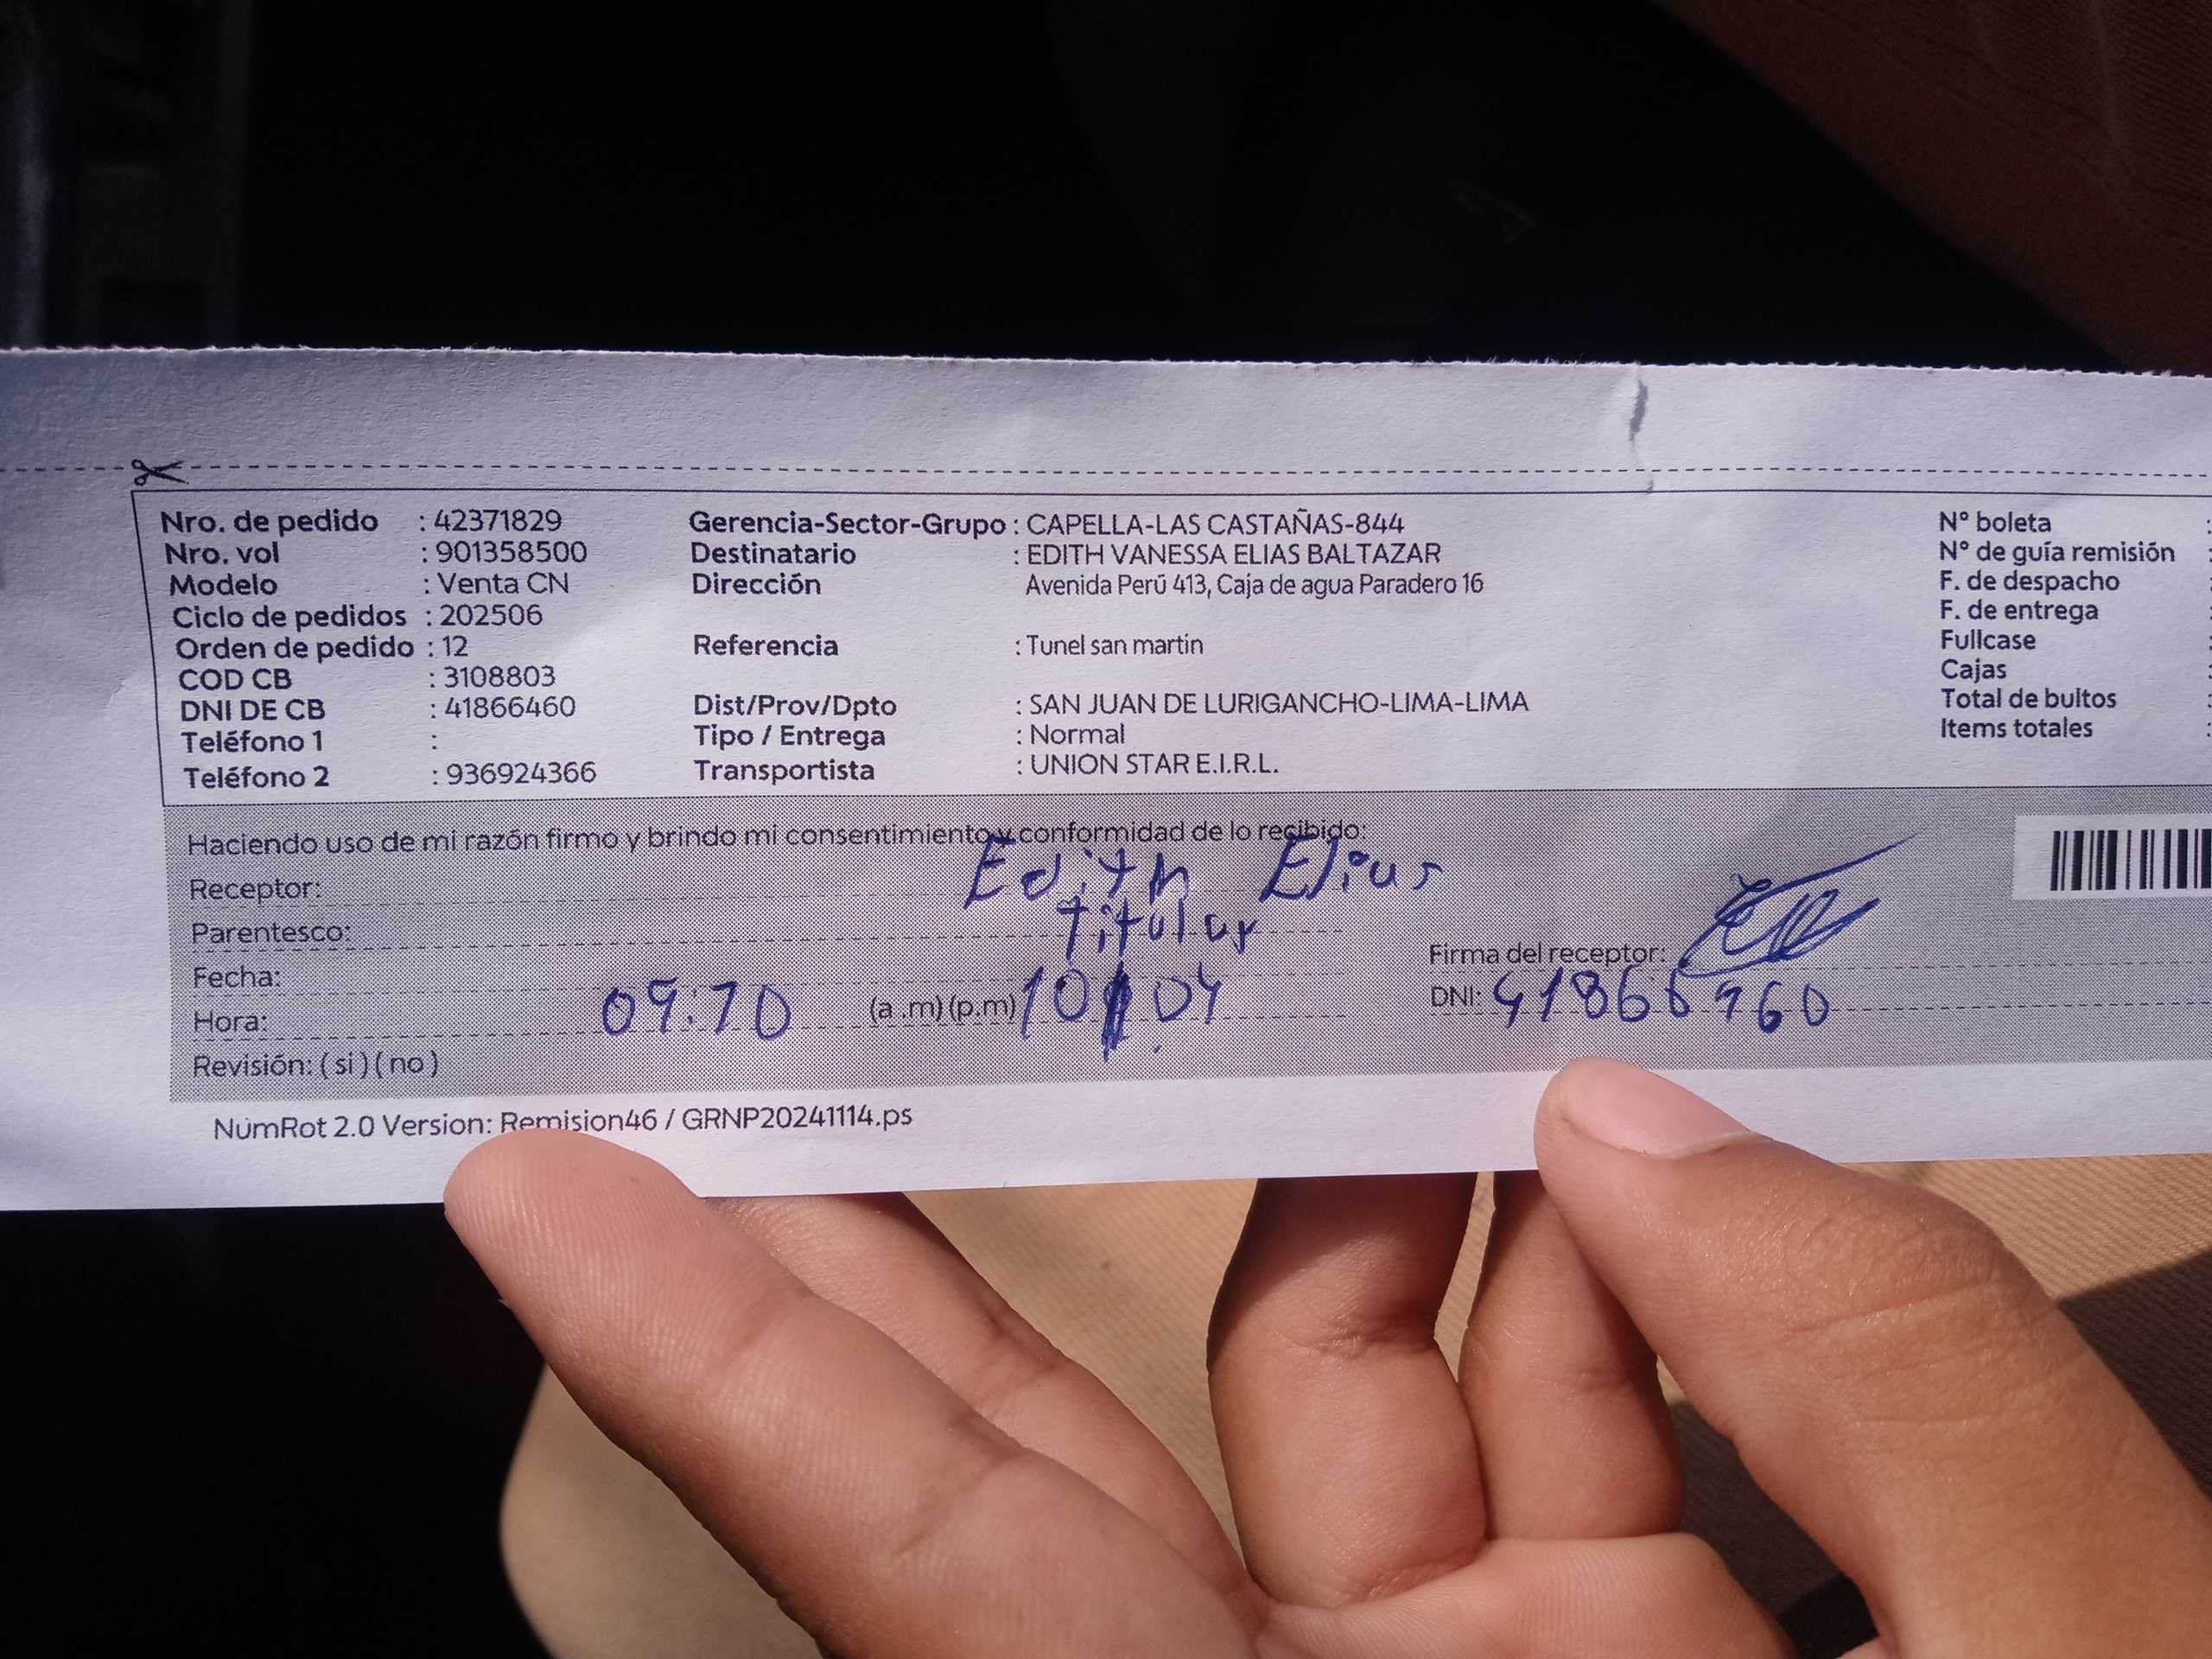 Nro. de pedido : 42371829
Nro. vol : 901358500
Modelo : Venta CN
Ciclo de pedidos : 202506
Orden de pedido : 12
COD CB : 3108803
DNI DE CB : 41866460
Teléfono 1 :
Teléfono 2 : 936924366
Gerencia-Sector-Grupo : CAPELLA-LAS CASTAÑAS-844
Destinatario : EDITH VANESSA ELIAS BALTAZAR
Dirección Avenida Perú 413, Caja de agua Paradero 16
Referencia : Tunel san martin
Dist/Prov/Dpto : SAN JUAN DE LURIGANCHO-LIMA-LIMA
Tipo / Entrega : Normal
Transportista : UNION STAR E.I.R.L.
N° boleta :
N° de guía remisión :
F. de despacho :
F. de entrega :
Fullcase :
Cajas :
Total de bultos :
Items totales :
Haciendo uso de mi razón firmo y brindo mi consentimiento y conformidad de lo recibido:
Receptor: Edith Elias
Parentesco: titular
Fecha:
Hora: (a .m) (p.m) 10 04
Revisión: ( si ) ( no )
Firma del receptor:
DNI:
NúmRot 2.0 Version: Remision46 / GRNP20241114.ps